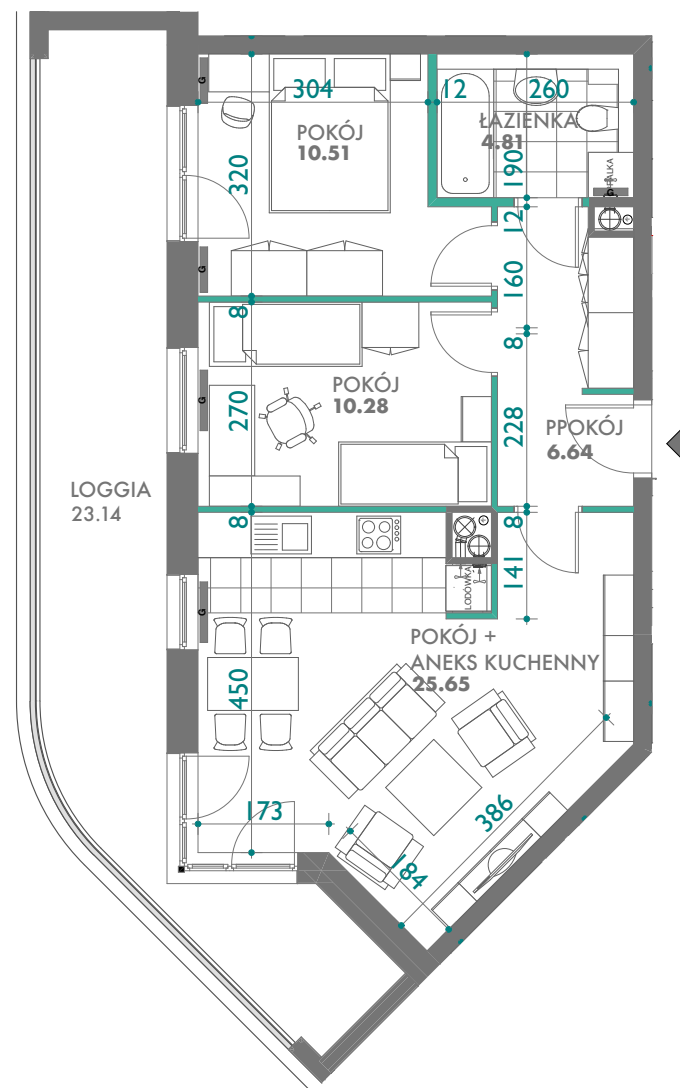 304
12
260
POKÓJ
10.51
ŁAZIENKA
4.81
320
190
PRALKA
G
G
12
160
G
8
8
POKÓJ
10.28
270
228
G
PPOKÓJ
6.64
LOGGIA
23.14
8
8
141
LODÓWKA
G
POKÓJ +
ANEKS KUCHENNY
25.65
450
173
386
184